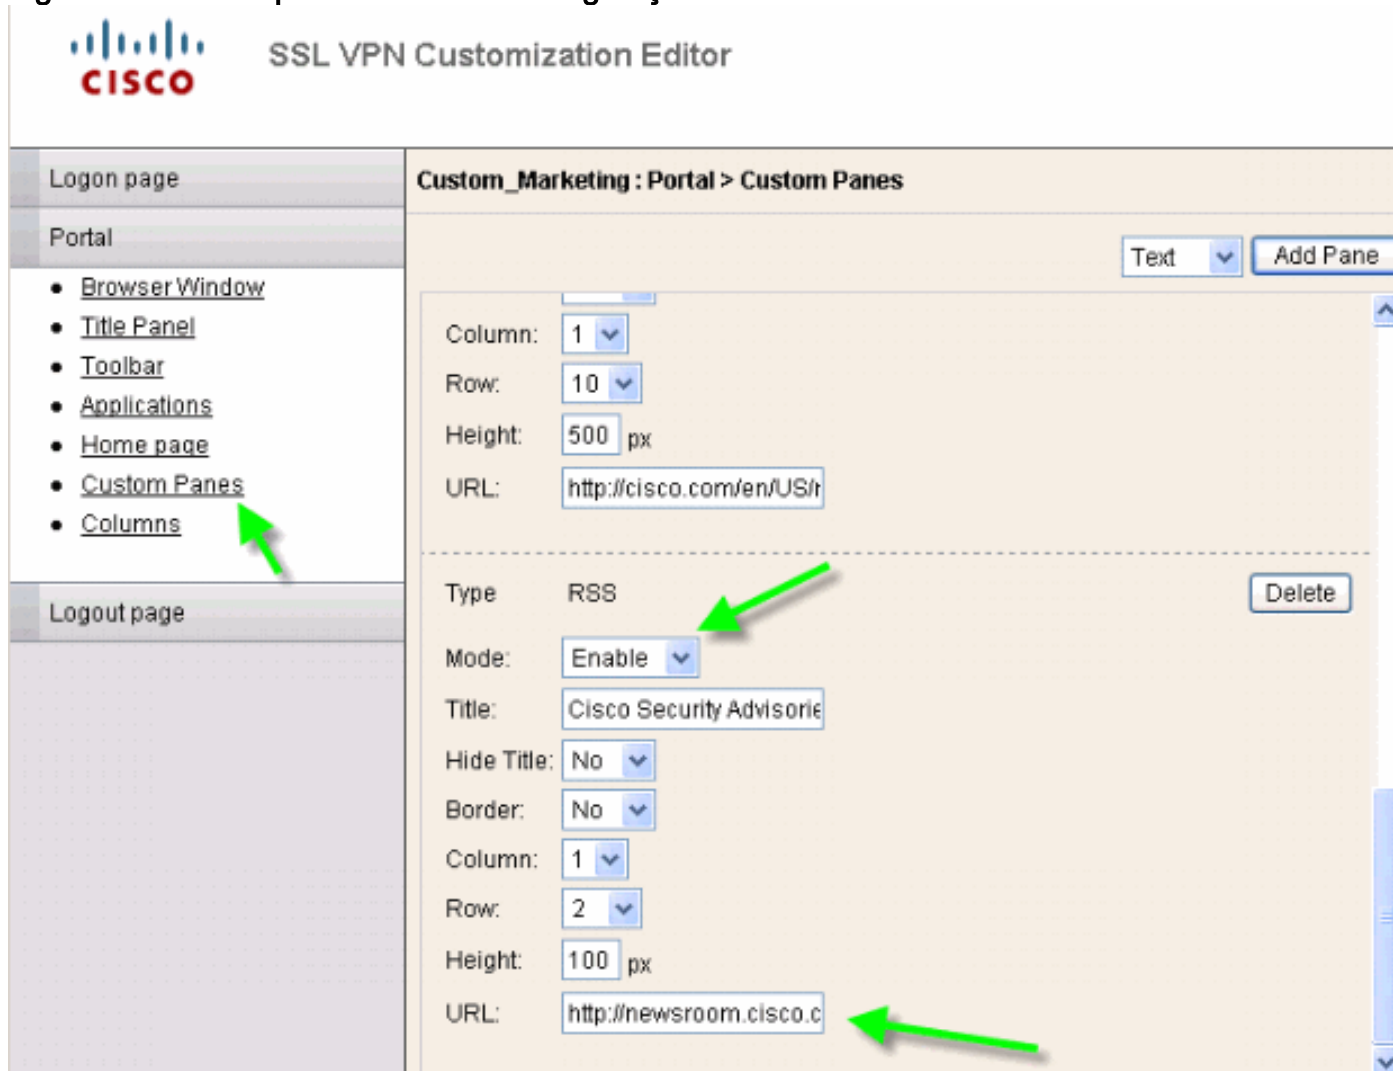 CISCO
SSL VPN Customization Editor
Logon page
Portal
Browser Window
Title Panel
Toolbar
Applications
Home page
Custom Panes
Columns
Logout page
Custom_Marketing : Portal > Custom Panes
Text
Add Pane
Column: 1
Row: 10
Height: 500 px
URL: http://cisco.com/en/US/r
Type RSS
Delete
Mode: Enable
Title: Cisco Security Advisorie
Hide Title: No
Border: No
Column: 1
Row: 2
Height: 100 px
URL: http://newsroom.cisco.c